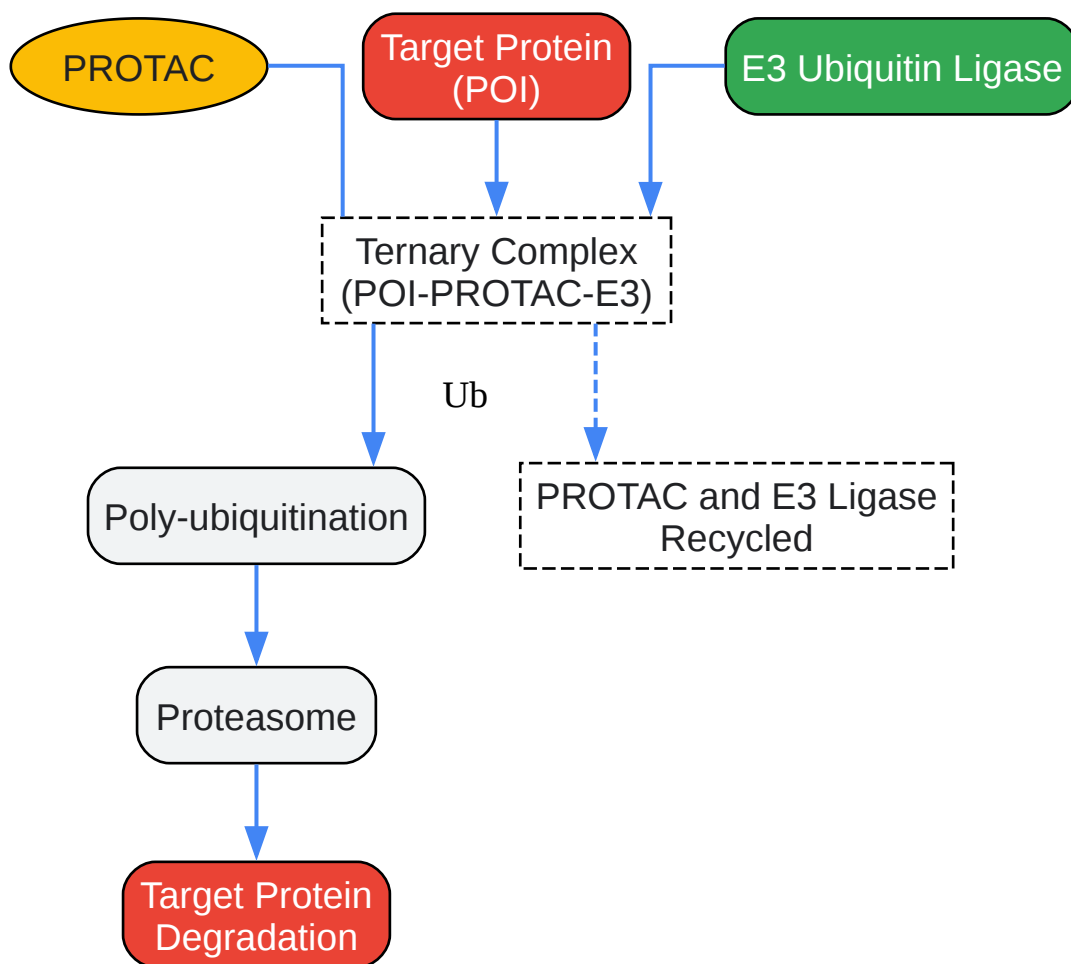 PROTAC
Target Protein
(POI)
E3 Ubiquitin Ligase
Ternary Complex
(POI-PROTAC-E3)
Ub
Poly-ubiquitination
PROTAC and E3 Ligase
Recycled
Proteasome
Target Protein
Degradation